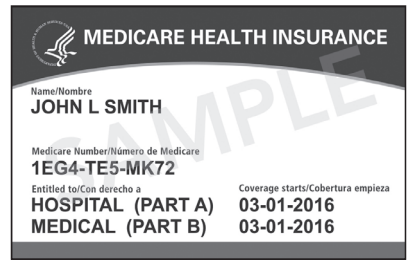 MEDICARE HEALTH INSURANCE
SAMPLE
Name/Nombre
JOHN L SMITH
Medicare Number/Número de Medicare
1EG4-TE5-MK72
Entitled to/Con derecho a Coverage starts/Cobertura empieza
HOSPITAL (PART A) 03-01-2016
MEDICAL (PART B) 03-01-2016